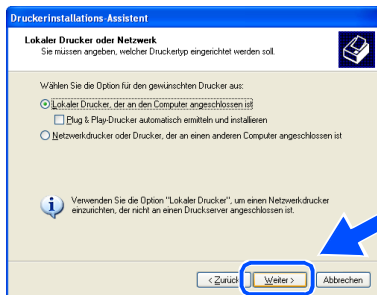 Druckerinstallations-Assistent
Lokaler Drucker oder Netzwerk
Sie müssen angeben, welcher Druckertyp eingerichtet werden soll.
Wählen Sie die Option für den gewünschten Drucker aus:
Lokaler Drucker, der an den Computer angeschlossen ist
Plug & Play-Drucker automatisch ermitteln und installieren
Netzwerkdrucker oder Drucker, der an einen anderen Computer angeschlossen ist
Verwenden Sie die Option "Lokaler Drucker", um einen Netzwerkdrucker
einzurichten, der nicht an einen Druckserver angeschlossen ist.
< Zurück Weiter > Abbrechen